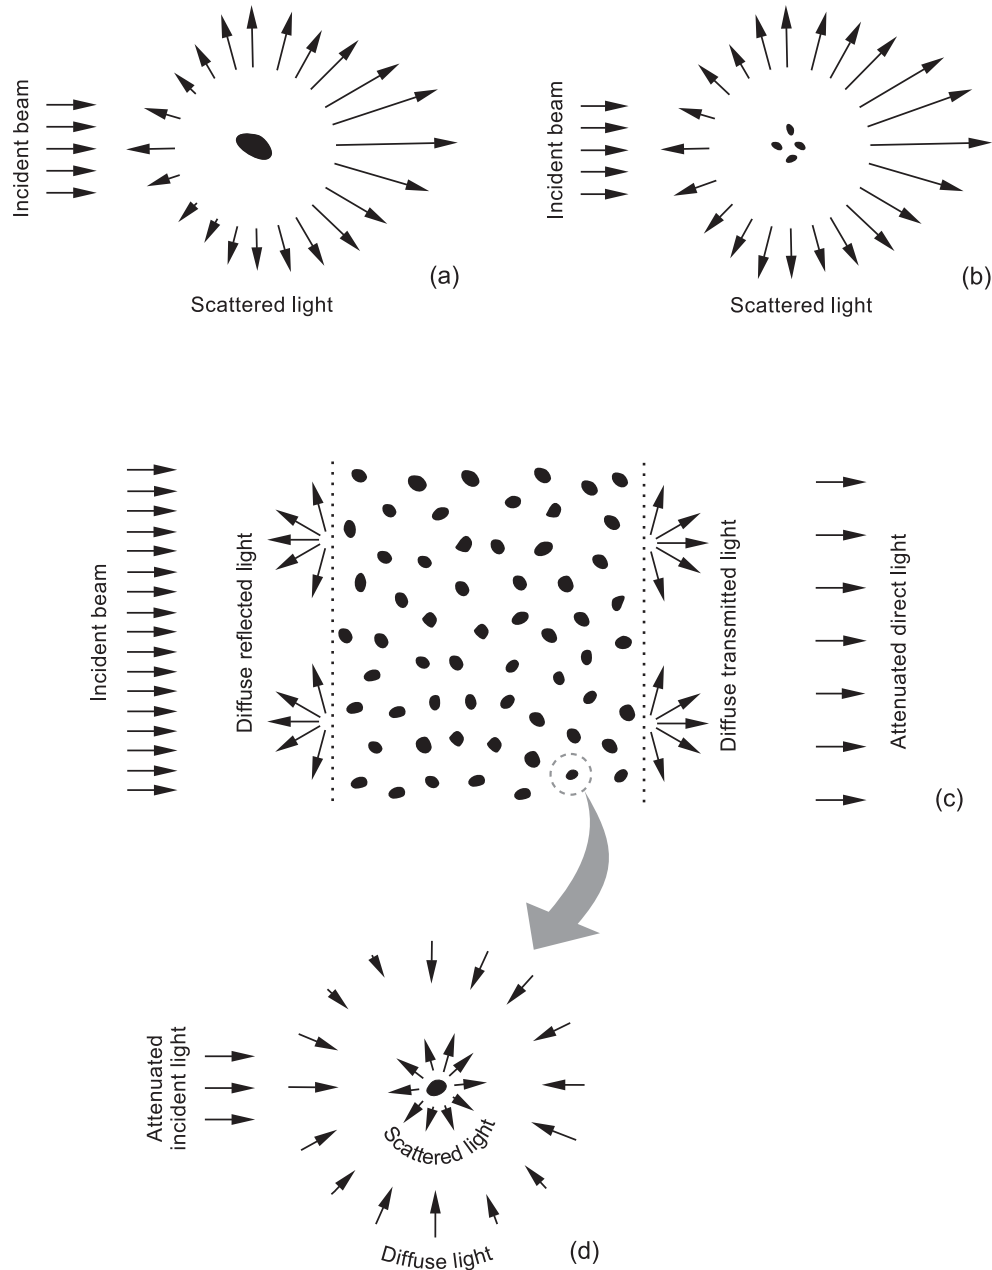 Incident beam
(a)
Scattered light
Incident beam
(b)
Scattered light
Incident beam
Diffuse reflected light
Diffuse transmitted light
Attenuated direct light
(c)
Attenuated
incident light
Scattered light
Diffuse light
(d)